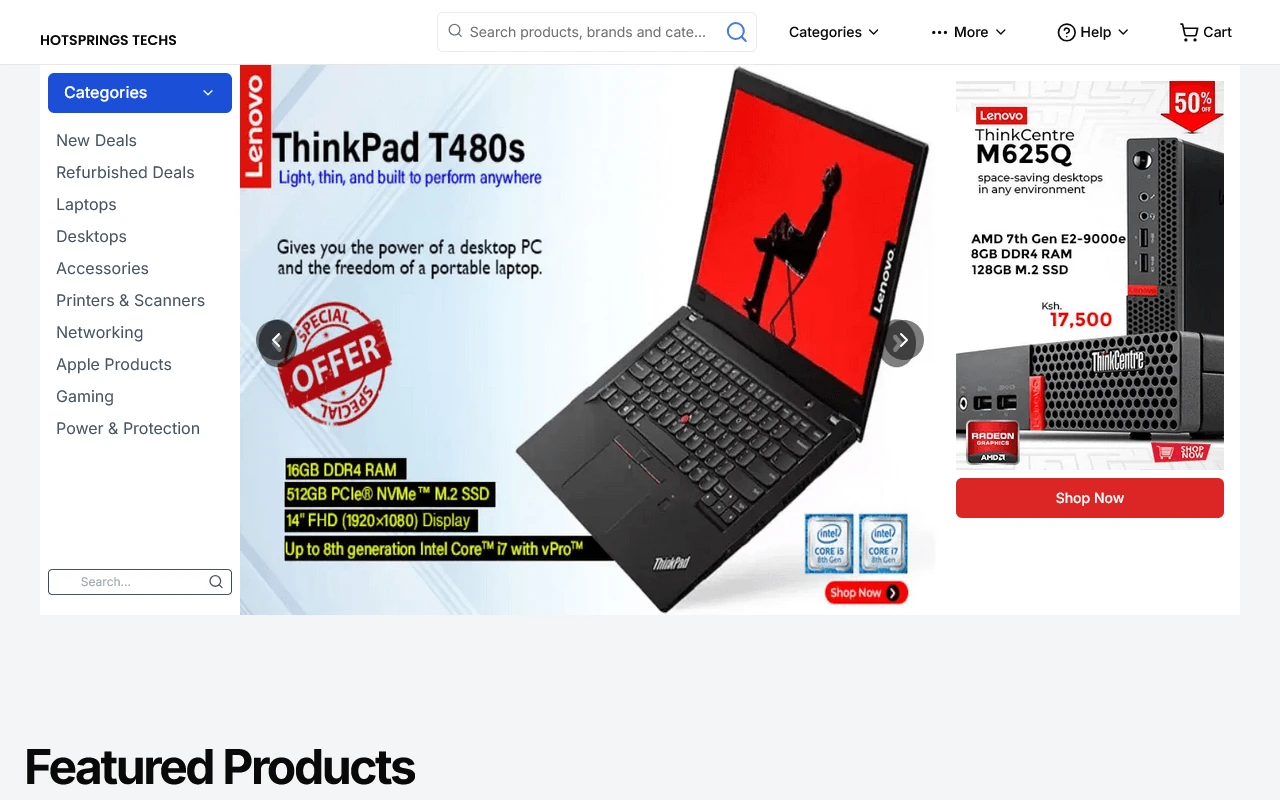 HOTSPRINGS TECHS
Search products, brands and cate...
Categories
More
Help
Cart
Categories
New Deals
Refurbished Deals
Laptops
Desktops
Accessories
Printers & Scanners
Networking
Apple Products
Gaming
Power & Protection
Search...
Lenovo
ThinkPad T480s
Light, thin, and built to perform anywhere
Gives you the power of a desktop PC
and the freedom of a portable laptop.
SPECIAL
OFFER
SPECIAL
16GB DDR4 RAM
512GB PCIe® NVMe™ M.2 SSD
14" FHD (1920×1080) Display
Up to 8th generation Intel Core™ i7 with vPro™
Lenovo
ThinkPad
intel
CORE i5
8th Gen
intel
CORE i7
8th Gen
Shop Now
50%
OFF
Lenovo
ThinkCentre
M625Q
space-saving desktops
in any environment
AMD 7th Gen E2-9000e
8GB DDR4 RAM
128GB M.2 SSD
Ksh.
17,500
ThinkCentre
RADEON
GRAPHICS
AMD
SHOP
NOW
Shop Now
Featured Products